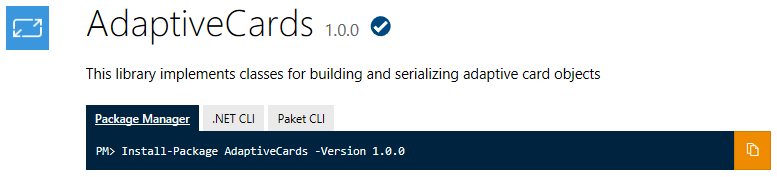 AdaptiveCards 1.0.0
This library implements classes for building and serializing adaptive card objects
Package Manager .NET CLI Paket CLI
PM> Install-Package AdaptiveCards -Version 1.0.0